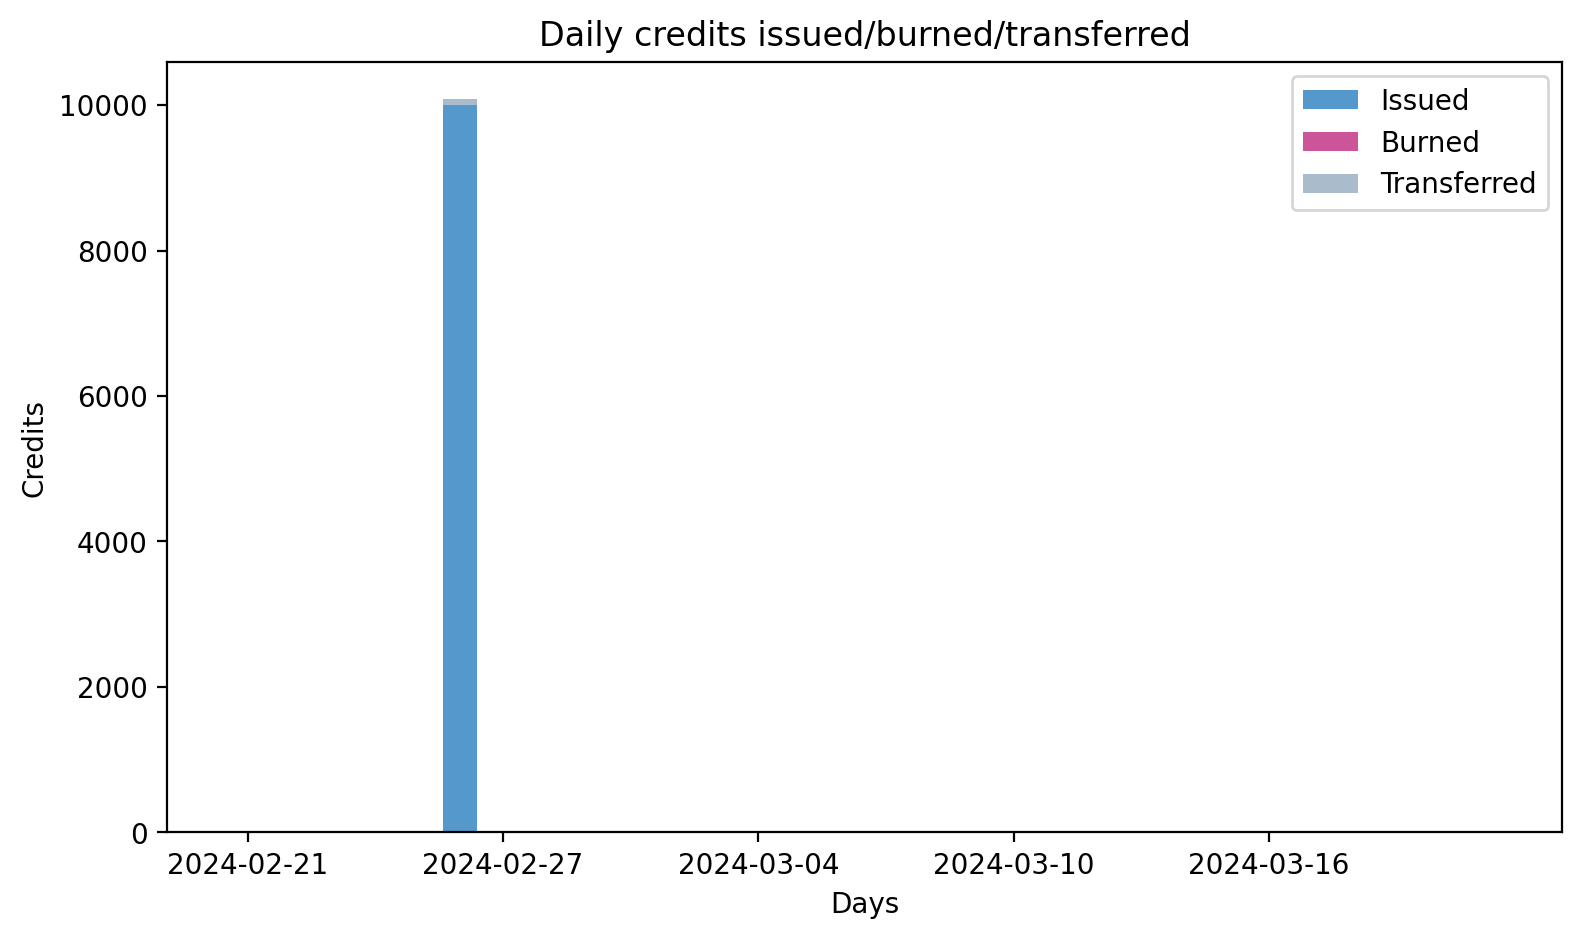 Daily credits issued/burned/transferred
Issued
Burned
Transferred
10000
8000
6000
4000
2000
0
Credits
2024-02-21
2024-02-27
2024-03-04
2024-03-10
2024-03-16
Days